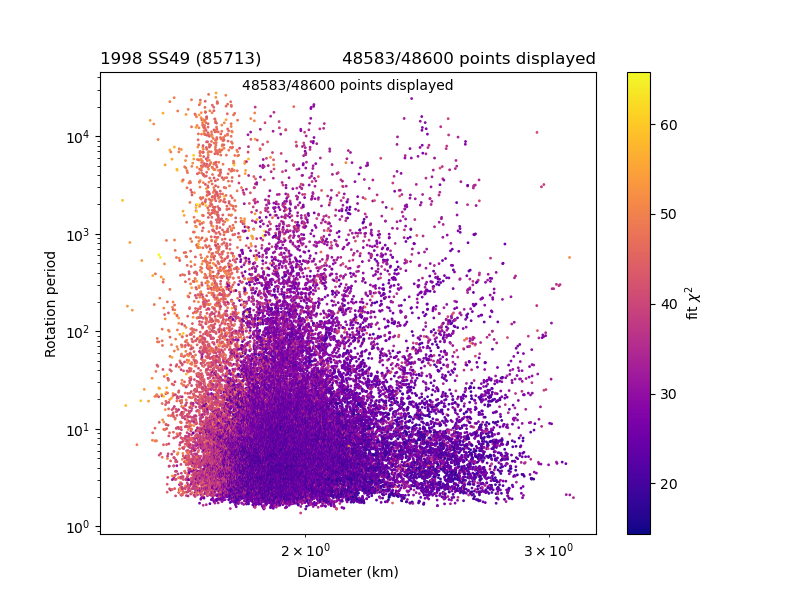 1998 SS49 (85713)    48583/48600 points displayed
48583/48600 points displayed
10⁴
10³
10²
10¹
10⁰
Rotation period
2 × 10⁰    3 × 10⁰
Diameter (km)
60
50
40
30
20
fit χ²